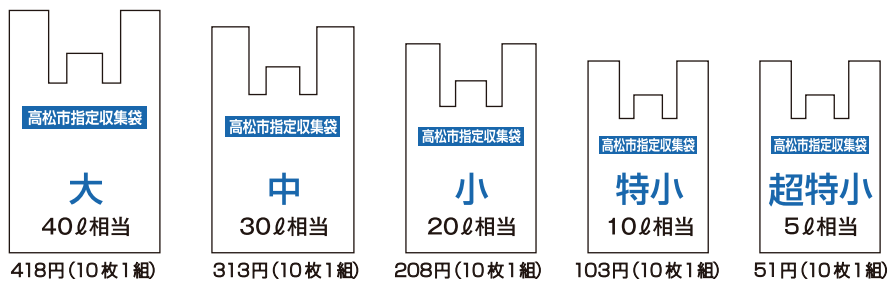 高松市指定収集袋
大
40ℓ相当
418円(10枚1組)
高松市指定収集袋
中
30ℓ相当
313円(10枚1組)
高松市指定収集袋
小
20ℓ相当
208円(10枚1組)
高松市指定収集袋
特小
10ℓ相当
103円(10枚1組)
高松市指定収集袋
超特小
5ℓ相当
51円(10枚1組)